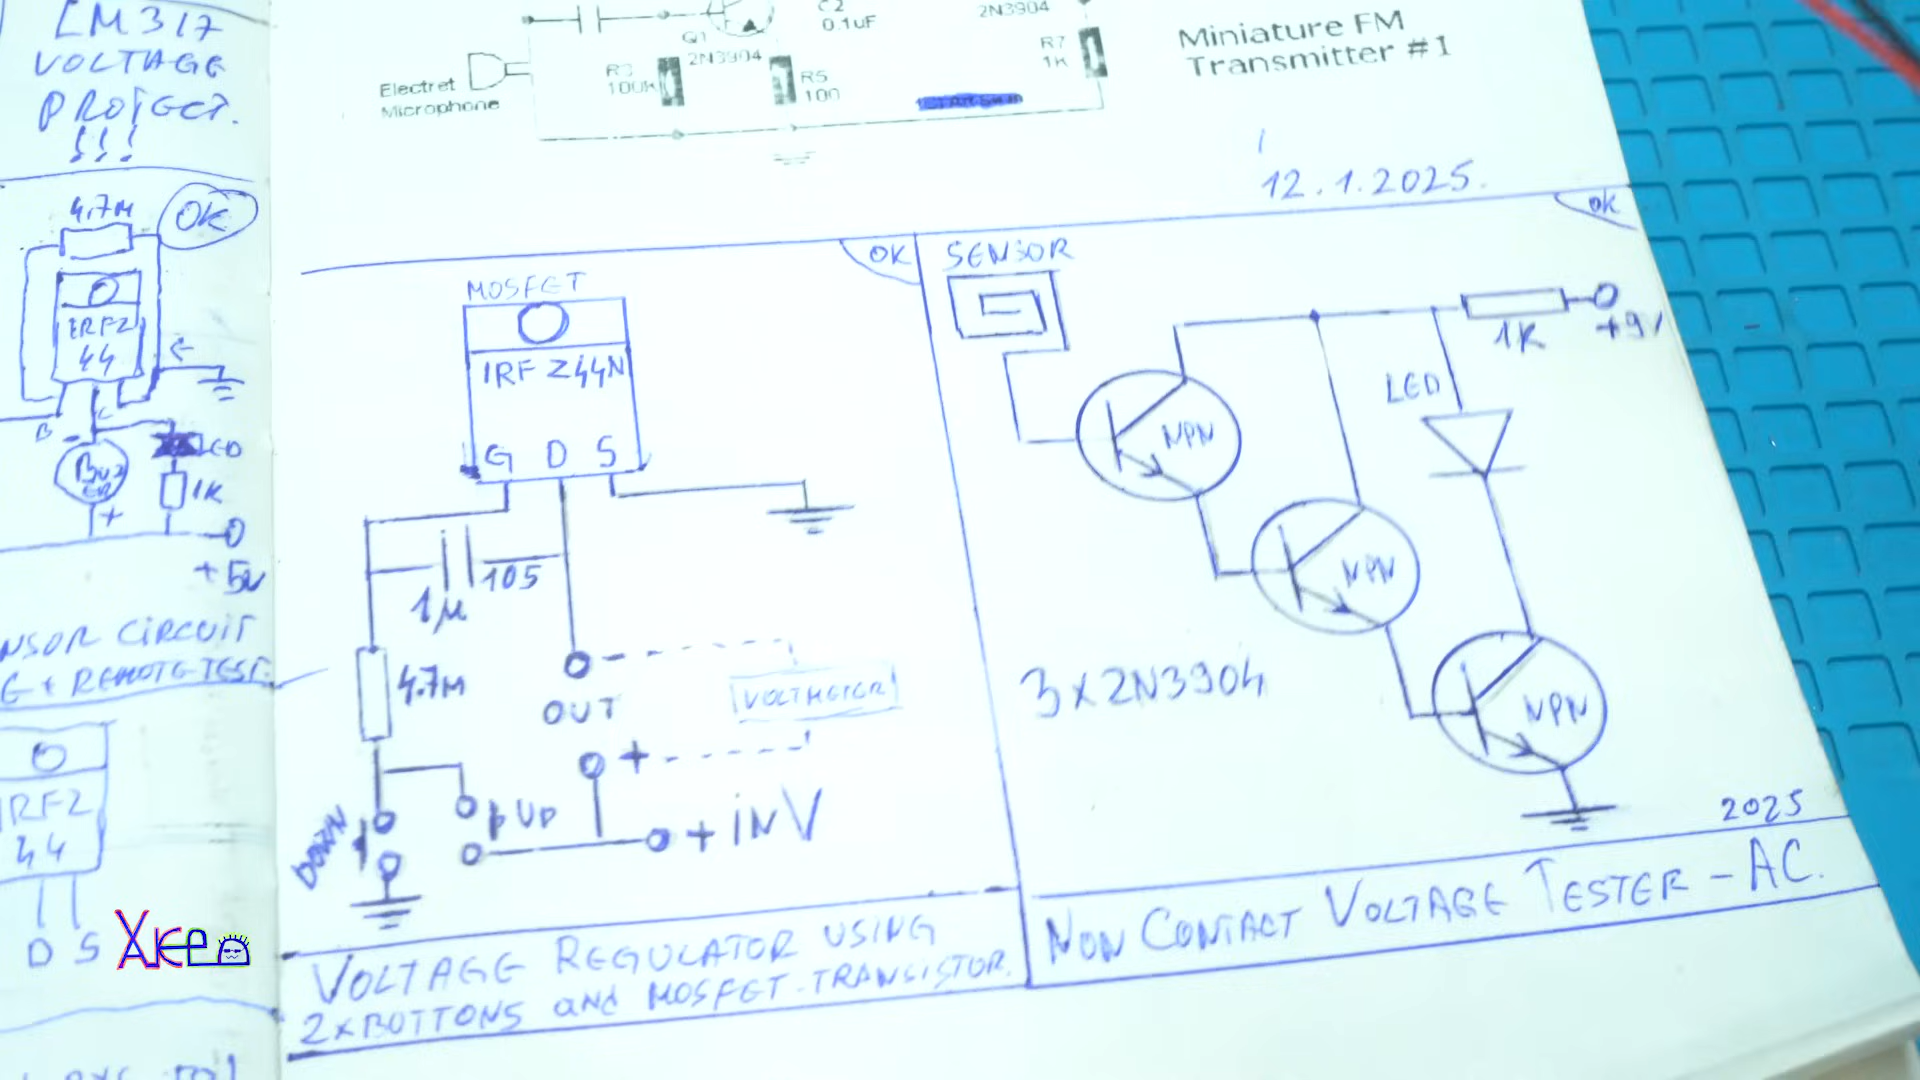 LM317
VOLTAGE
PROJECT.
!!!
4.7M
OK
IRFZ
44
B
C
LED
BUZ
ER
1K
+
+5V
NSOR CIRCUIT
G + REMOTE TEST.
IRFZ
44
D S
XKEP
C2
0.1uF
Q1
2N3904
2N3904
R7
1K
Electret
Microphone
R3
100K
R5
100
Miniature FM
Transmitter #1
12.1.2025.
OK
MOSFET
IRF Z44N
G D S
105
1µ
4.7M
OUT
VOLTMETER
+
DOWN
UP
+ INV
VOLTAGE REGULATOR USING
2xBOTTONS and MOSFET-TRANSISTOR.
OK
SENSOR
1K
+9V
LED
NPN
NPN
NPN
3x2N3904
2025
NON CONTACT VOLTAGE TESTER - AC.